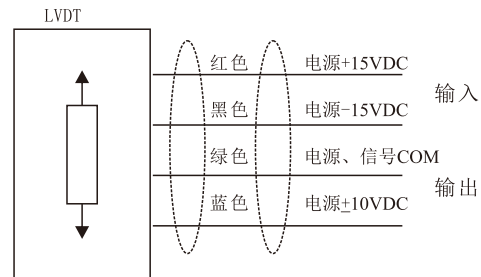 LVDT
红色 电源+15VDC
输入
黑色 电源-15VDC
绿色 电源、信号COM
输出
蓝色 电源±10VDC